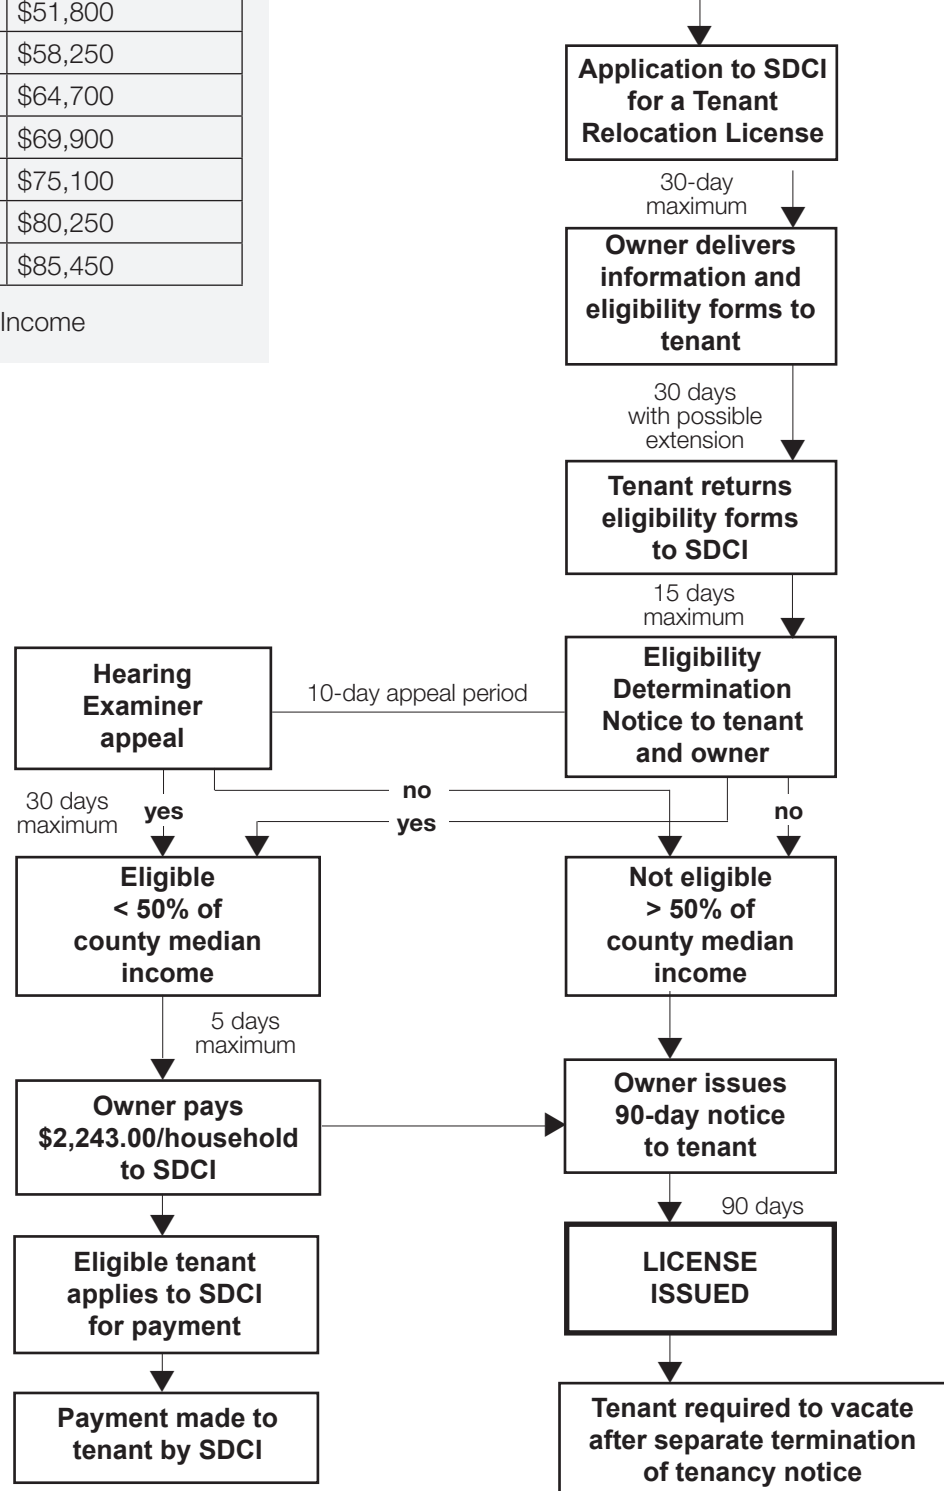 $51,800
$58,250
$64,700
$69,900
$75,100
$80,250
$85,450
Income
Application to SDCI
for a Tenant
Relocation License
30-day
maximum
Owner delivers
information and
eligibility forms to
tenant
30 days
with possible
extension
Tenant returns
eligibility forms
to SDCI
15 days
maximum
Eligibility
Determination
Notice to tenant
and owner
10-day appeal period
Hearing
Examiner
appeal
30 days
maximum
yes
no
yes
no
Eligible
< 50% of
county median
income
Not eligible
> 50% of
county median
income
5 days
maximum
Owner pays
$2,243.00/household
to SDCI
Owner issues
90-day notice
to tenant
90 days
Eligible tenant
applies to SDCI
for payment
LICENSE
ISSUED
Payment made to
tenant by SDCI
Tenant required to vacate
after separate termination
of tenancy notice